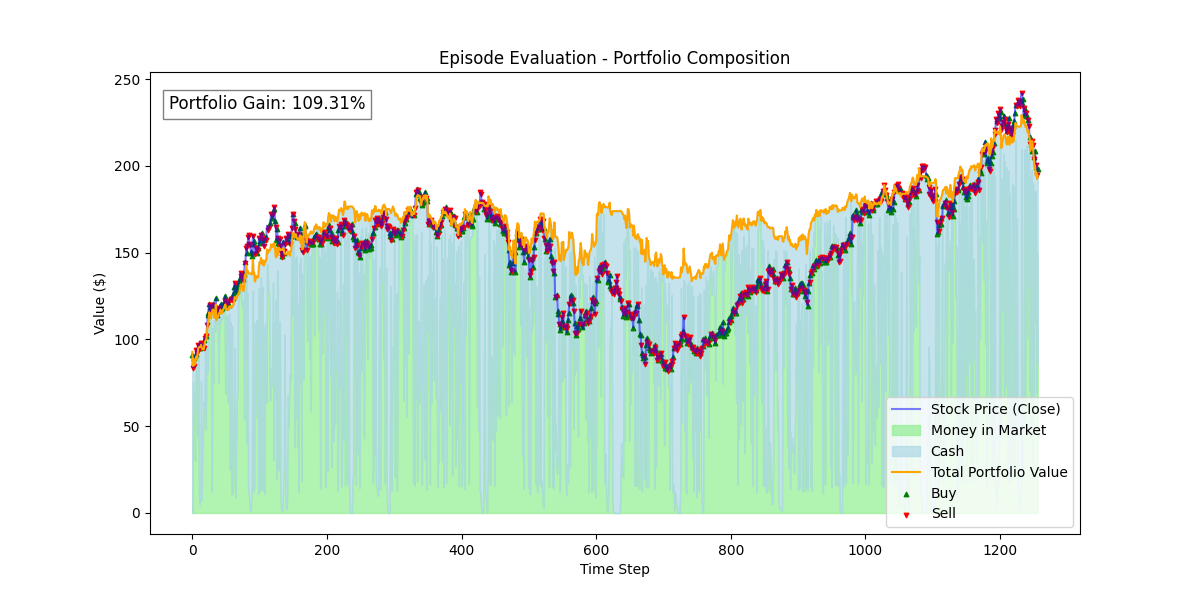 Episode Evaluation - Portfolio Composition
Portfolio Gain: 109.31%
Value ($)
250
200
150
100
50
0
0 200 400 600 800 1000 1200
Time Step
Stock Price (Close)
Money in Market
Cash
Total Portfolio Value
Buy
Sell